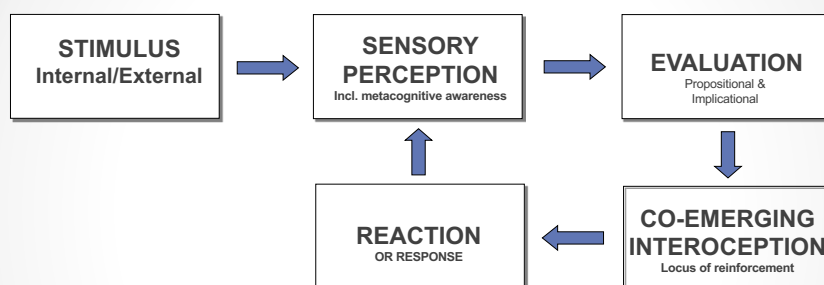 STIMULUS
Internal/External
SENSORY
PERCEPTION
Incl. metacognitive awareness
EVALUATION
Propositional &
Implicational
REACTION
OR RESPONSE
CO-EMERGING
INTEROCEPTION
Locus of reinforcement